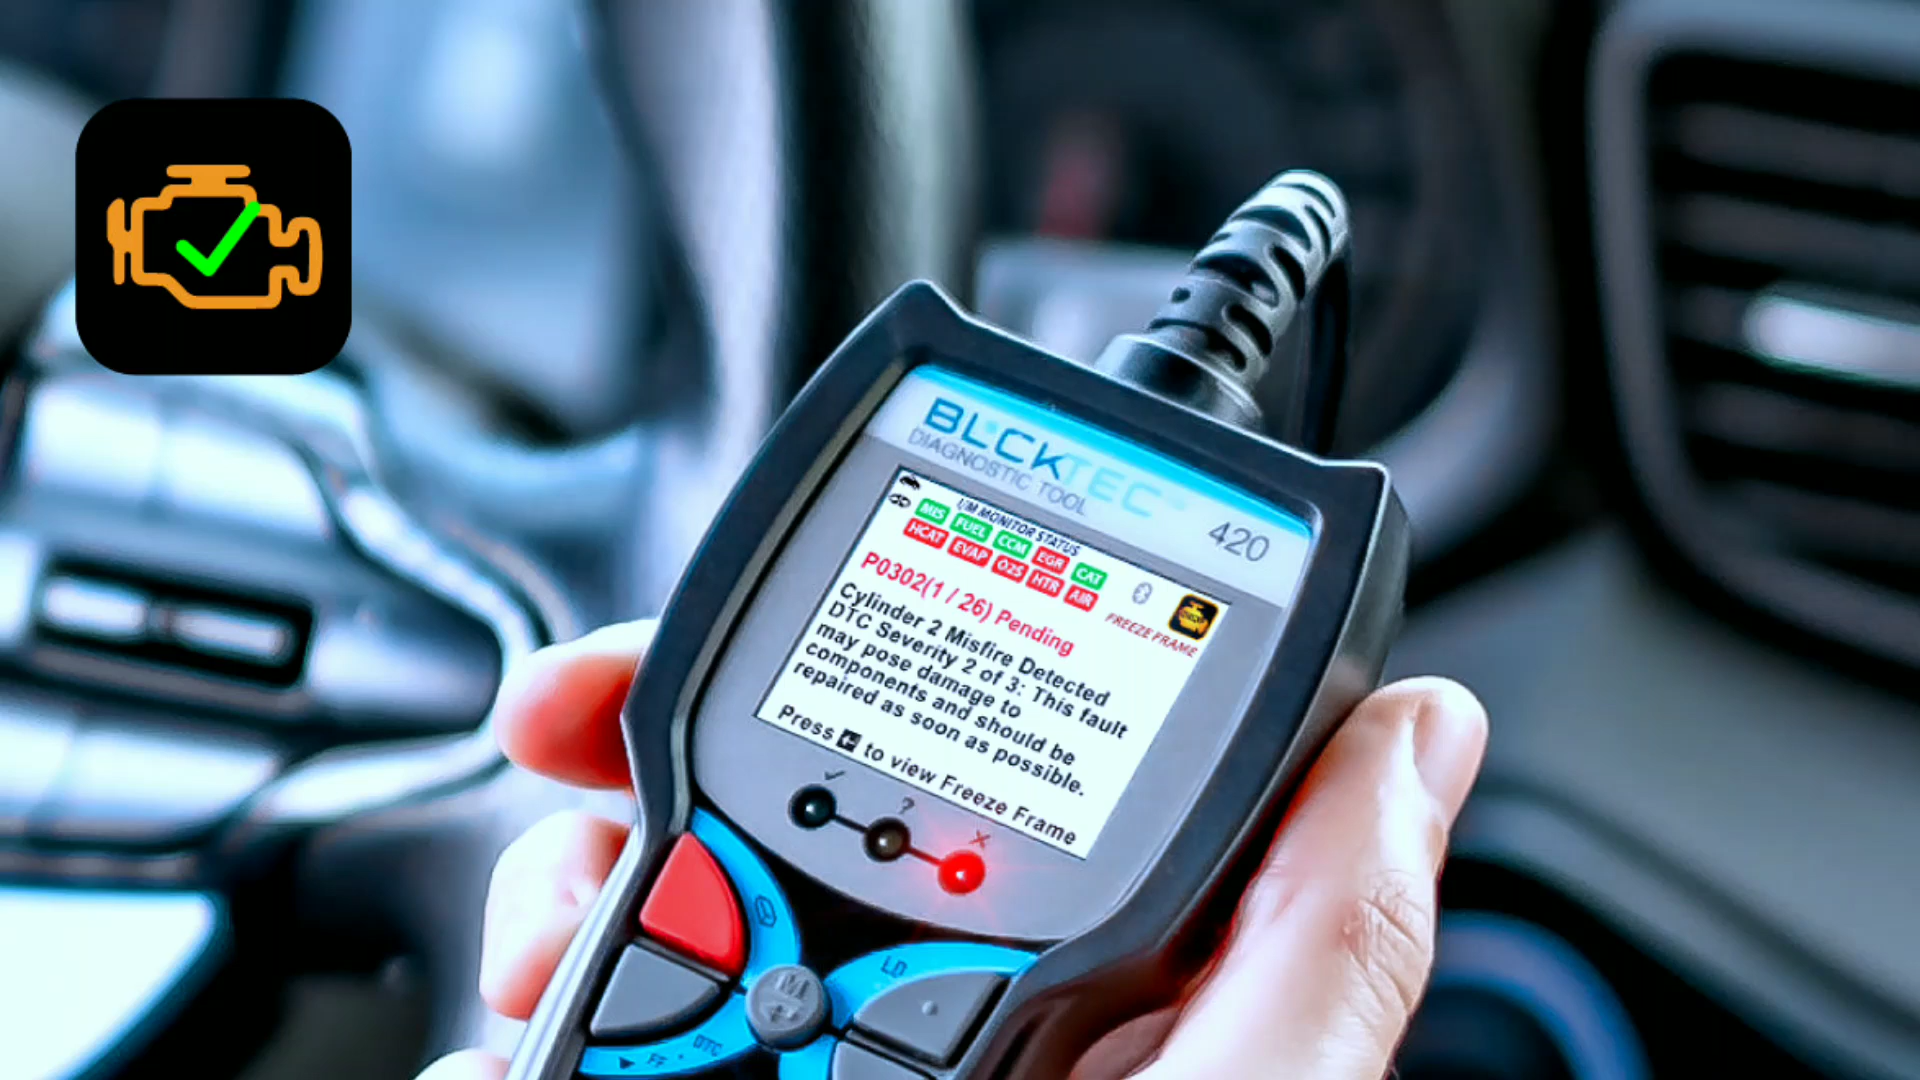 BLCKTEC
DIAGNOSTIC TOOL
420
I/M MONITOR STATUS
MIS FUEL CCM EGR CAT
HCAT EVAP O2S HTR AIR
P0302(1 / 26) Pending
FREEZE FRAME
Cylinder 2 Misfire Detected
DTC Severity 2 of 3: This fault
may pose damage to
components and should be
repaired as soon as possible.
Press to view Freeze Frame
?
LD
M
FF · DTC